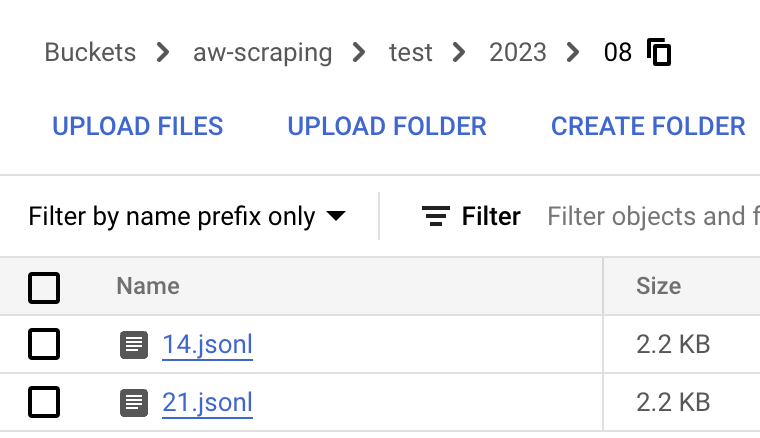 Buckets > aw-scraping > test > 2023 > 08
UPLOAD FILES UPLOAD FOLDER CREATE FOLDER
Filter by name prefix only Filter Filter objects and f
Name Size
14.jsonl 2.2 KB
21.jsonl 2.2 KB